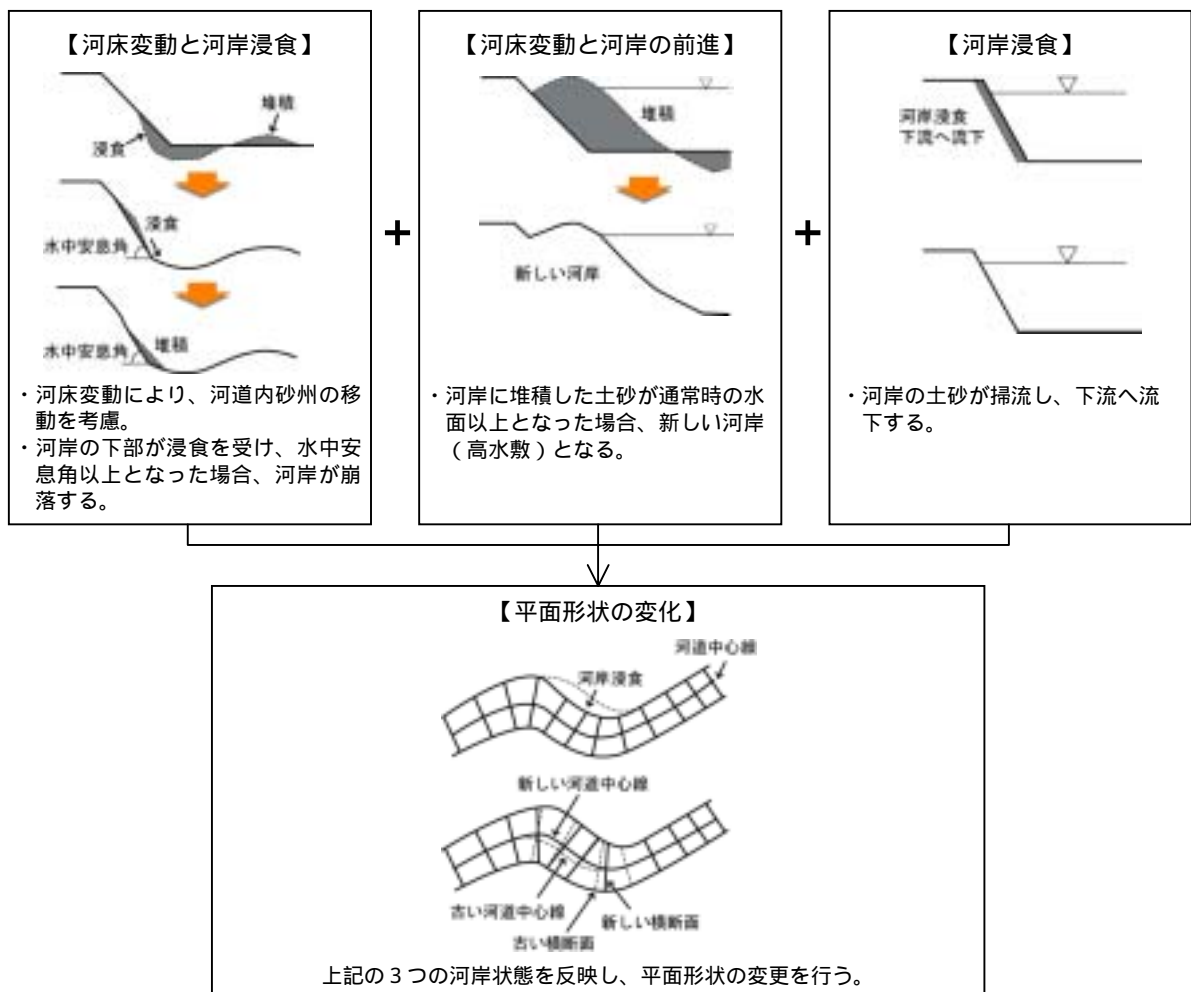 【河床変動と河岸浸食】
堆積
浸食
浸食
水中安息角
水中安息角
堆積
・河床変動により、河道内砂州の移
動を考慮。
・河岸の下部が浸食を受け、水中安
息角以上となった場合、河岸が崩
落する。
+
【河床変動と河岸の前進】
堆積
新しい河岸
・河岸に堆積した土砂が通常時の水
面以上となった場合、新しい河岸
(高水敷)となる。
+
【河岸浸食】
河岸浸食
下流へ流下
・河岸の土砂が掃流し、下流へ流
下する。
【平面形状の変化】
河道中心線
河岸浸食
新しい河道中心線
古い河道中心線
新しい横断面
古い横断面
上記の3つの河岸状態を反映し、平面形状の変更を行う。